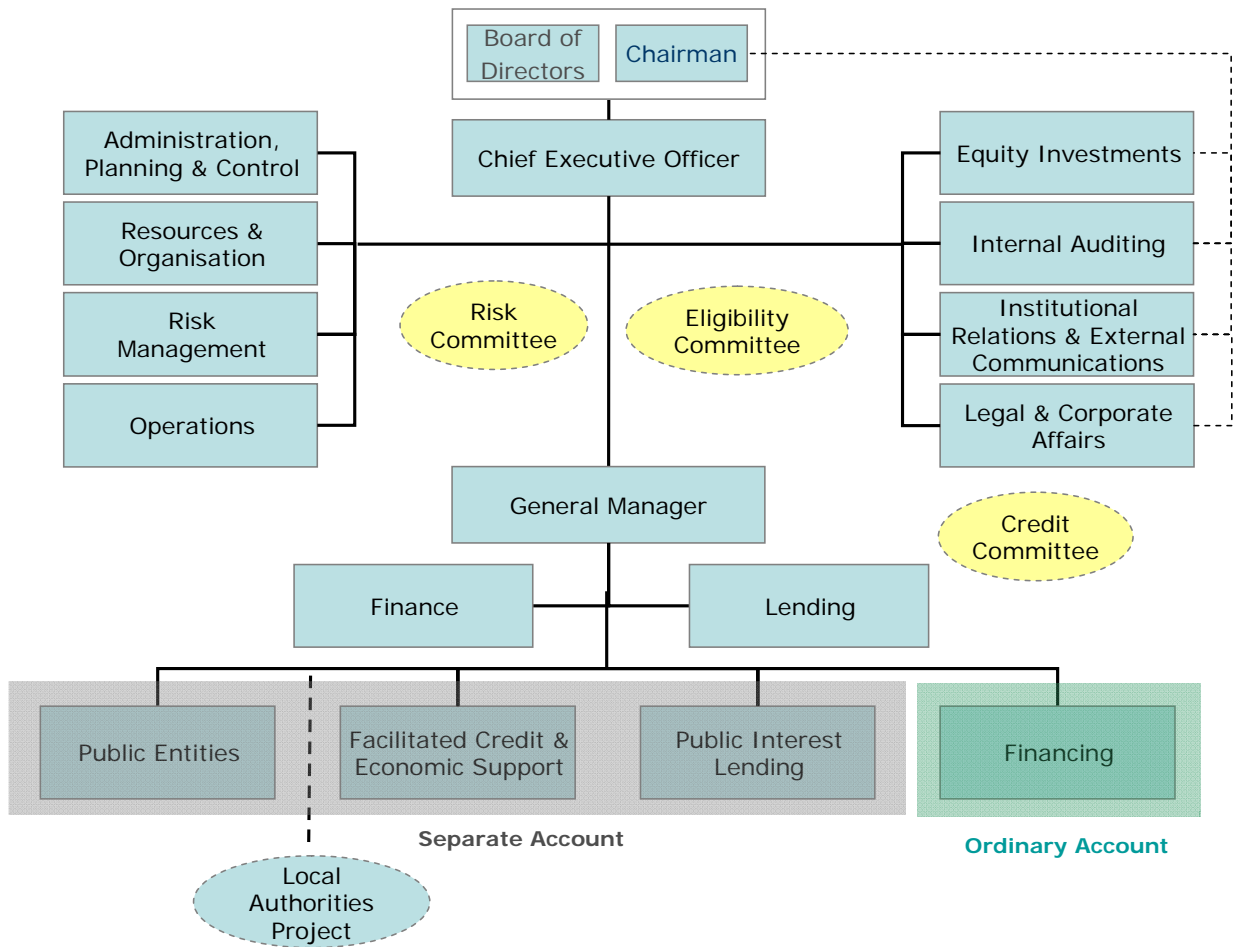 Board of
Directors
Chairman
Administration,
Planning & Control
Chief Executive Officer
Equity Investments
Resources &
Organisation
Internal Auditing
Risk
Management
Risk
Committee
Eligibility
Committee
Institutional
Relations & External
Communications
Operations
Legal & Corporate
Affairs
General Manager
Credit
Committee
Finance
Lending
Public Entities
Facilitated Credit &
Economic Support
Public Interest
Lending
Financing
Separate Account
Ordinary Account
Local
Authorities
Project